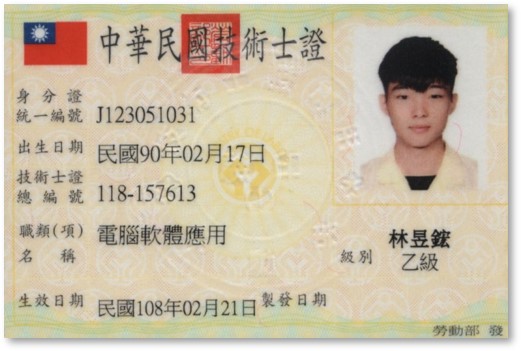 中華民國技術士證
身分證
統一編號 J123051031
出生日期 民國90年02月17日
技術士證
總編號 118-157613
職類(項)
名稱 電腦軟體應用
林昱鋐
級別 乙級
生效日期 民國108年02月21日 製發日期
勞動部 發